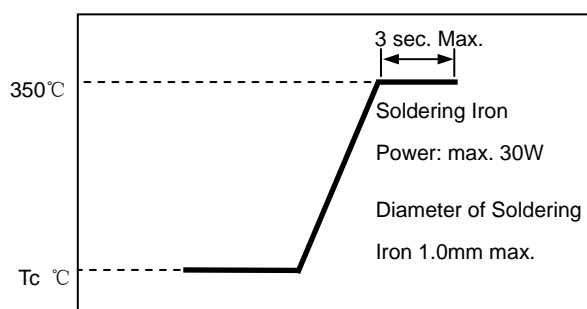 3 sec. Max.
350℃
Soldering Iron
Power: max. 30W
Diameter of Soldering
Iron 1.0mm max.
Tc ℃